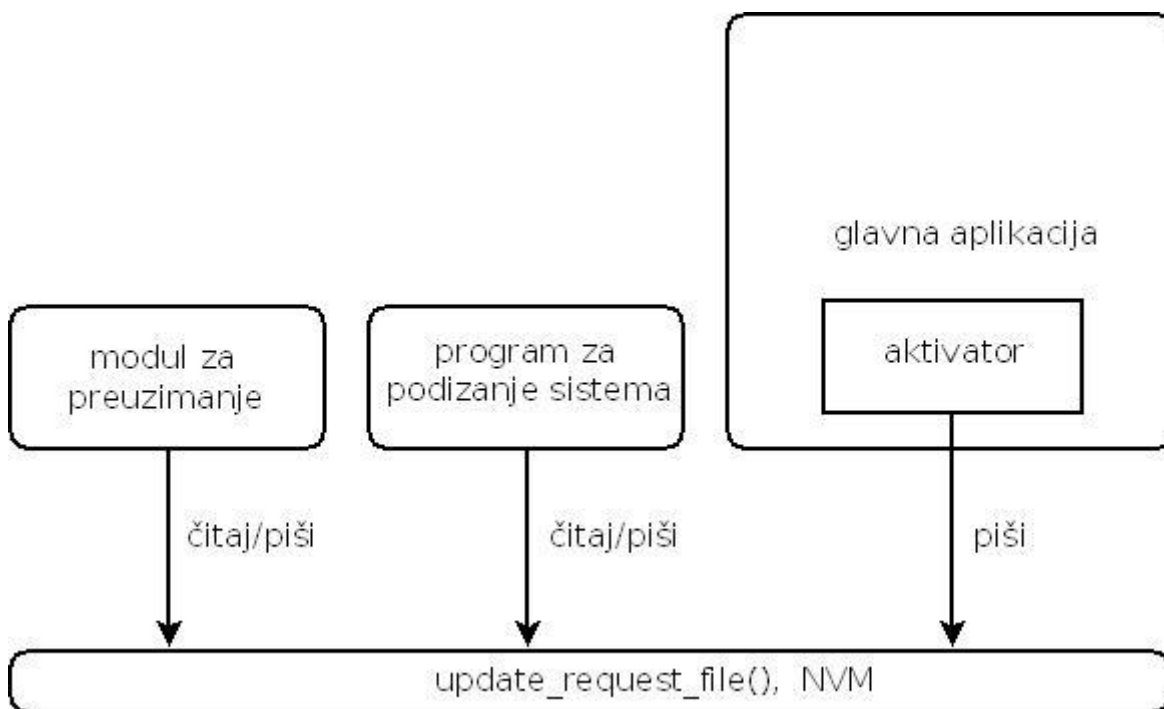 glavna aplikacija
modul za
preuzimanje
program za
podizanje sistema
aktivator
čitaj/piši
čitaj/piši
piši
update_request_file(), NVM